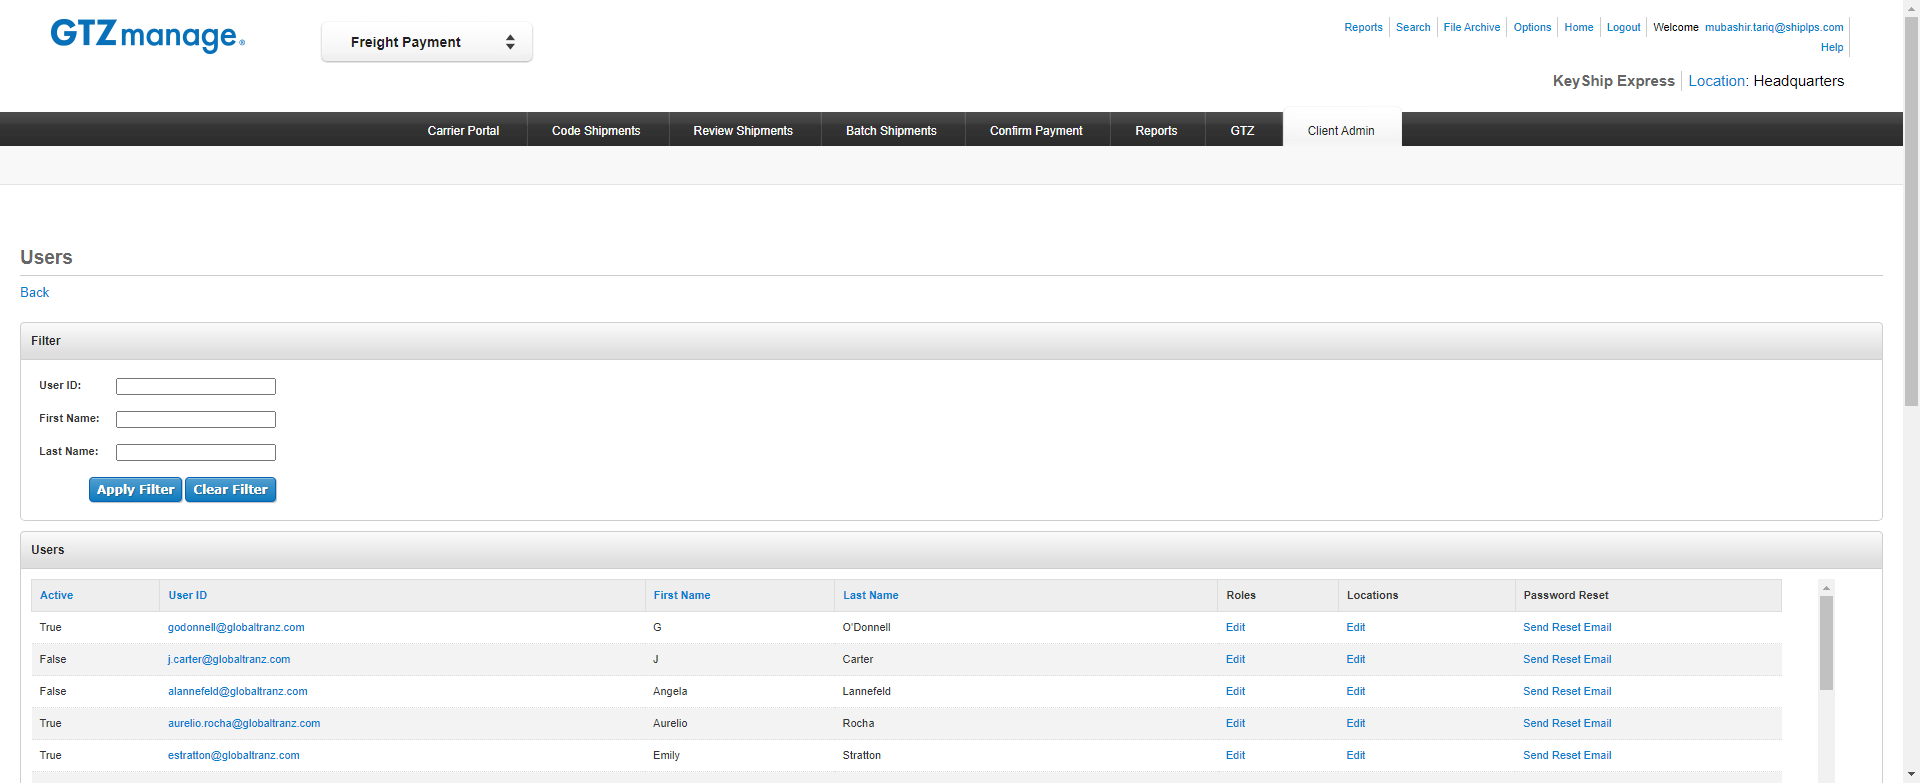 GTZmanage®
Freight Payment
Reports Search File Archive Options Home Logout Welcome mubashir.tariq@shiplps.com
Help
KeyShip Express Location: Headquarters
Carrier Portal Code Shipments Review Shipments Batch Shipments Confirm Payment Reports GTZ Client Admin
Users
Back
Filter
User ID:
First Name:
Last Name:
Apply Filter Clear Filter
Users
Active User ID First Name Last Name Roles Locations Password Reset
True godonnell@globaltranz.com G O'Donnell Edit Edit Send Reset Email
False j.carter@globaltranz.com J Carter Edit Edit Send Reset Email
False alannefeld@globaltranz.com Angela Lannefeld Edit Edit Send Reset Email
True aurelio.rocha@globaltranz.com Aurelio Rocha Edit Edit Send Reset Email
True estratton@globaltranz.com Emily Stratton Edit Edit Send Reset Email